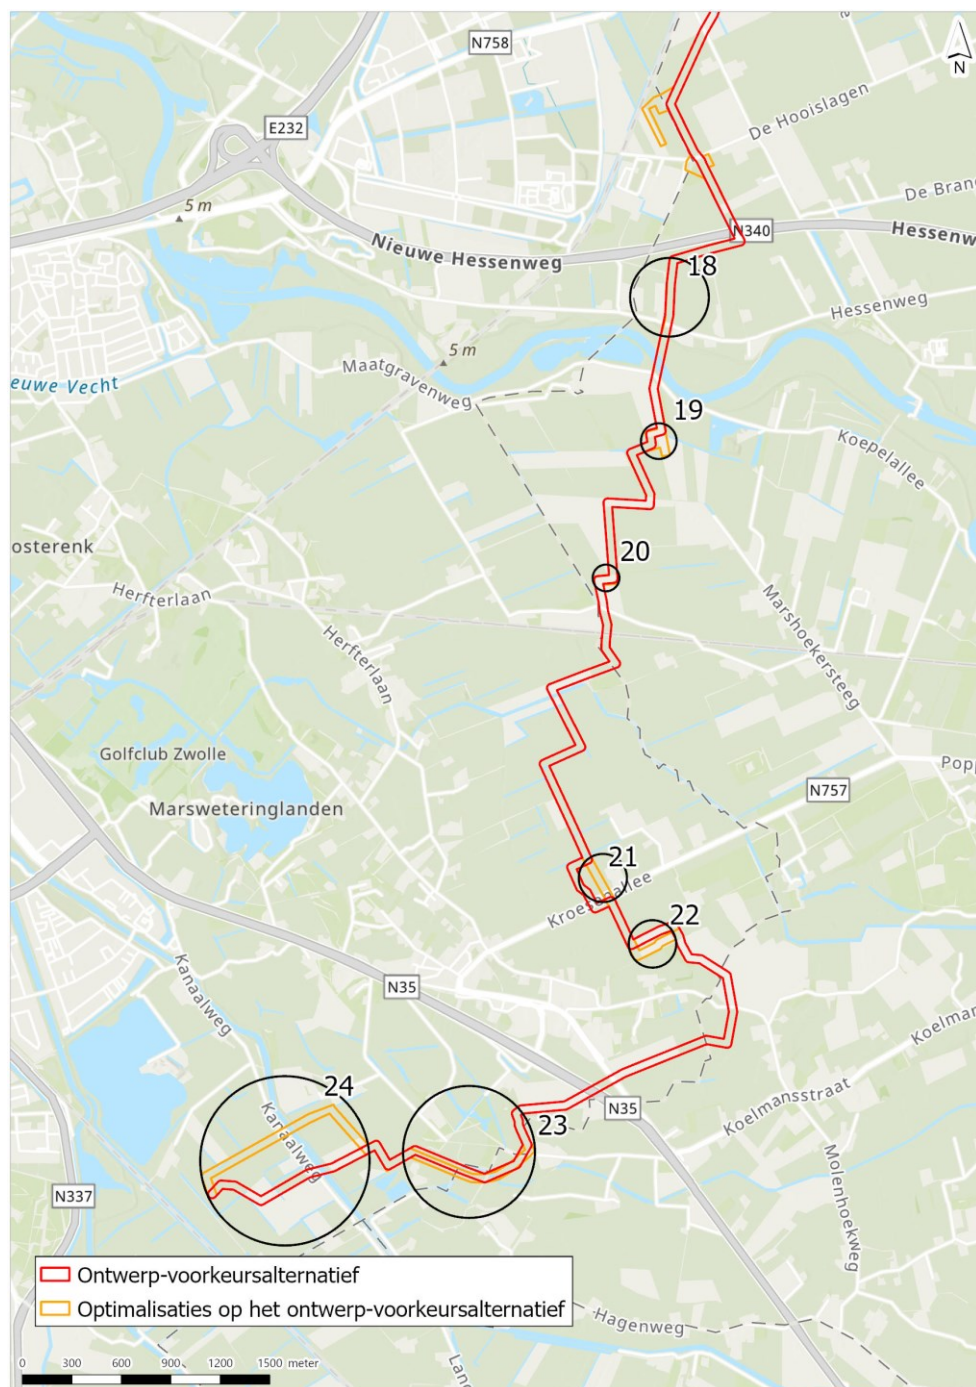 N758
N
E232
De Hooislagen
5 m
De Bran
N340
Nieuwe Hessenweg
Hessenw
18
Hessenweg
5 m
Maatgravenweg
euwe Vecht
19
Koepelallee
osterenk
20
Herfterlaan
Marshoekersteeg
Herfterlaan
Golfclub Zwolle
Popp
N757
Marsweteringlanden
21
Kroesenallee
22
Kanaalweg
N35
Koelman
24
Kanaalweg
23
N35
Koelmansstraat
Molenhoekweg
N337
Ontwerp-voorkeursalternatief
Optimalisaties op het ontwerp-voorkeursalternatief
Hagenweg
Lan
0 300 600 900 1200 1500 meter